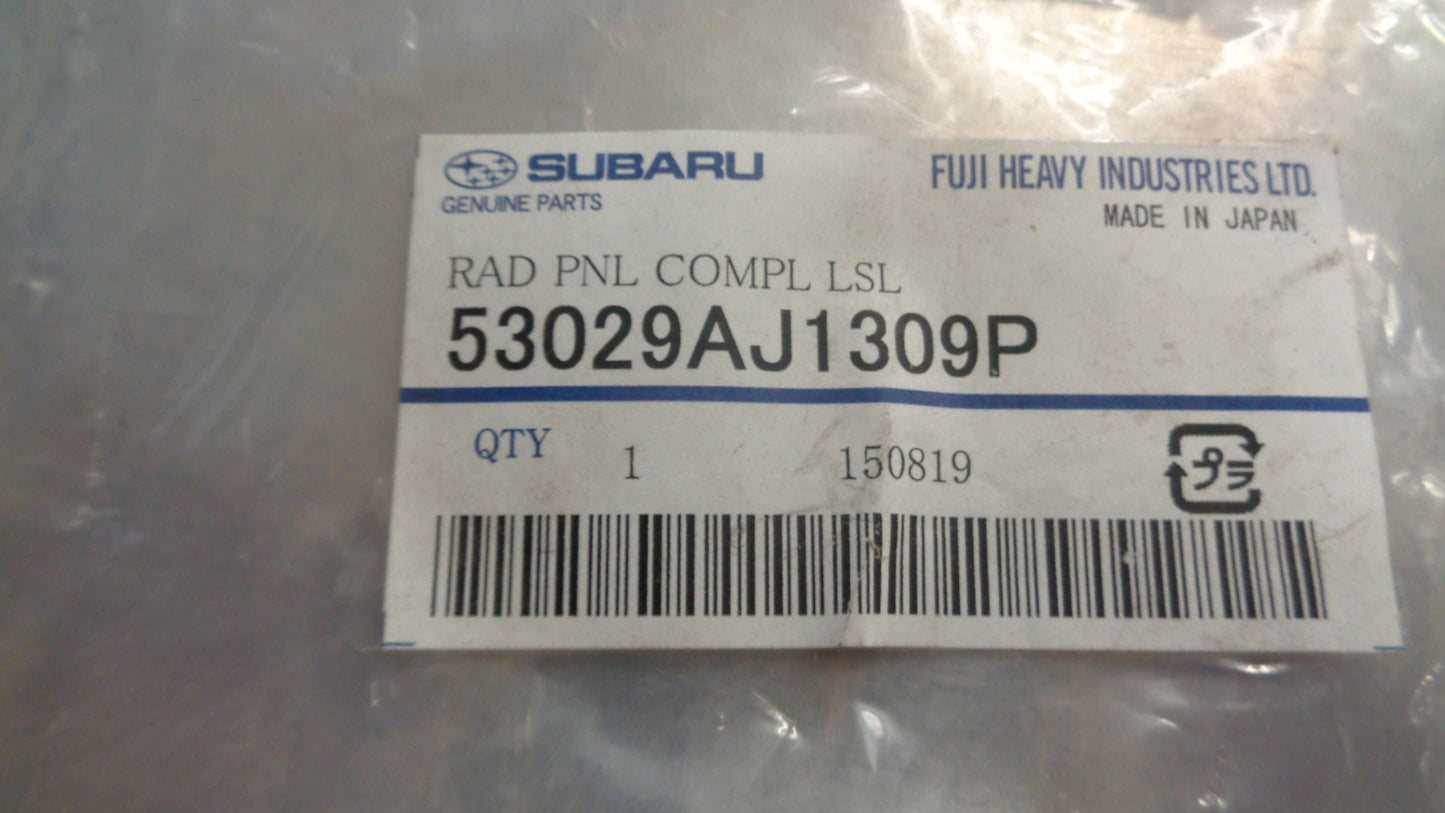 SUBARU FUJI HEAVY INDUSTRIES LTD.
GENUINE PARTS MADE IN JAPAN
RAD PNL COMPL LSL
53029AJ1309P
QTY 1 150819 プラ